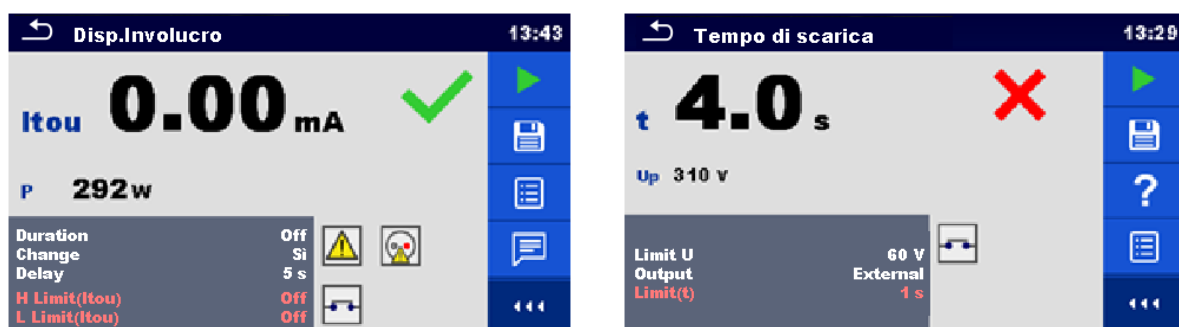 Disp.Involucro 13:43
Itou 0.00 mA
P 292 w
Duration Off
Change Sì
Delay 5 s
H Limit(Itou) Off
L Limit(Itou) Off
Tempo di scarica 13:29
t 4.0 s
Up 310 V
?
Limit U 60 V
Output External
Limit(t) 1 s